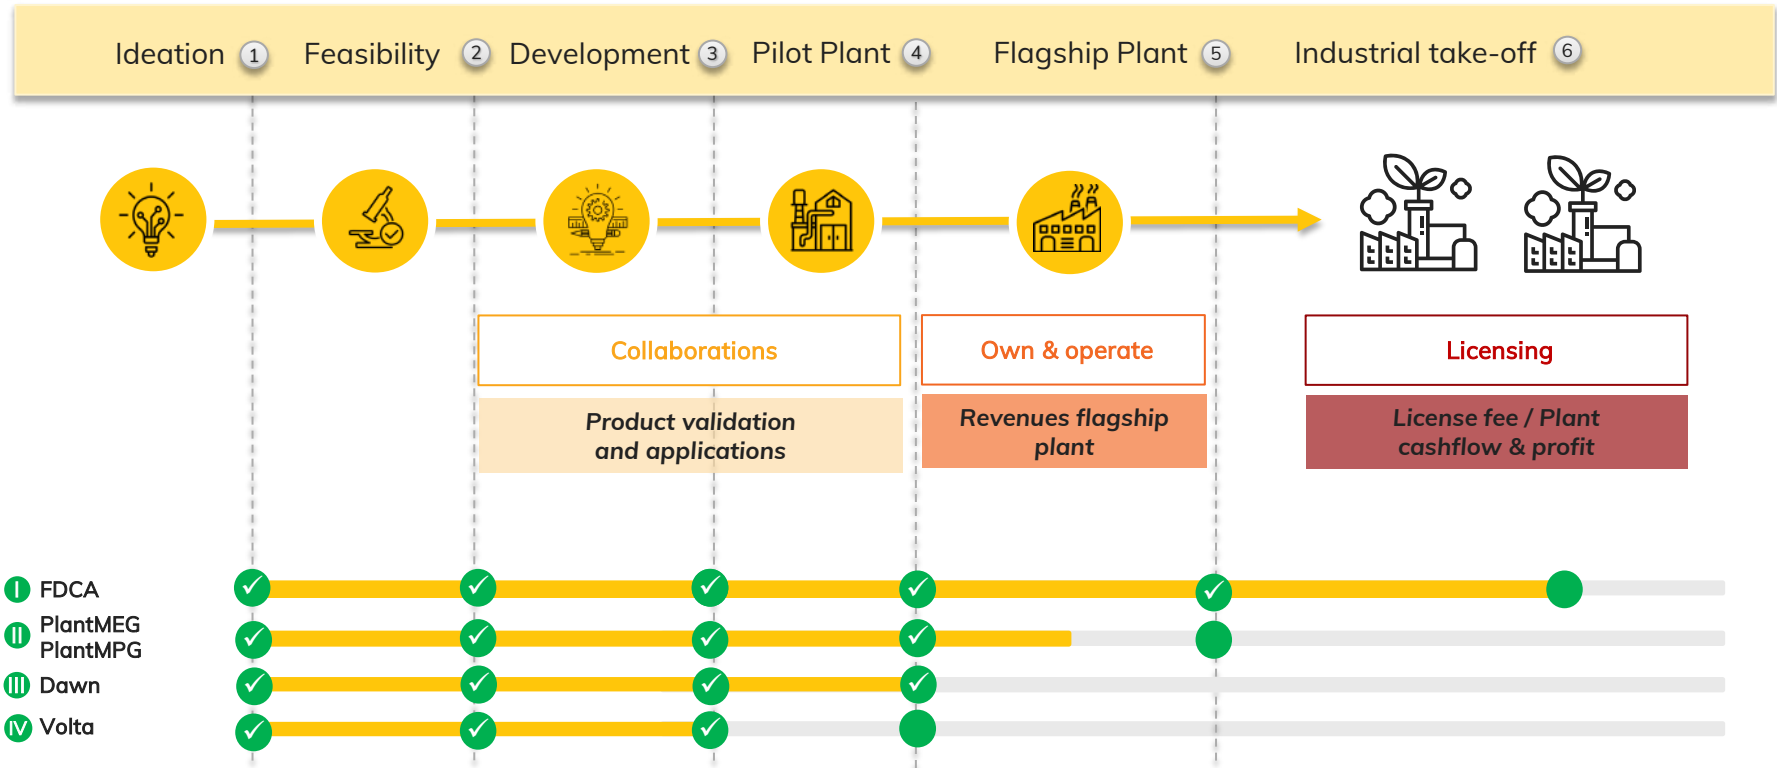 Ideation 1 Feasibility 2 Development 3 Pilot Plant 4 Flagship Plant 5 Industrial take-off 6
Collaborations
Own & operate
Licensing
Product validation
and applications
Revenues flagship
plant
License fee / Plant
cashflow & profit
I FDCA
II PlantMEG
PlantMPG
III Dawn
IV Volta